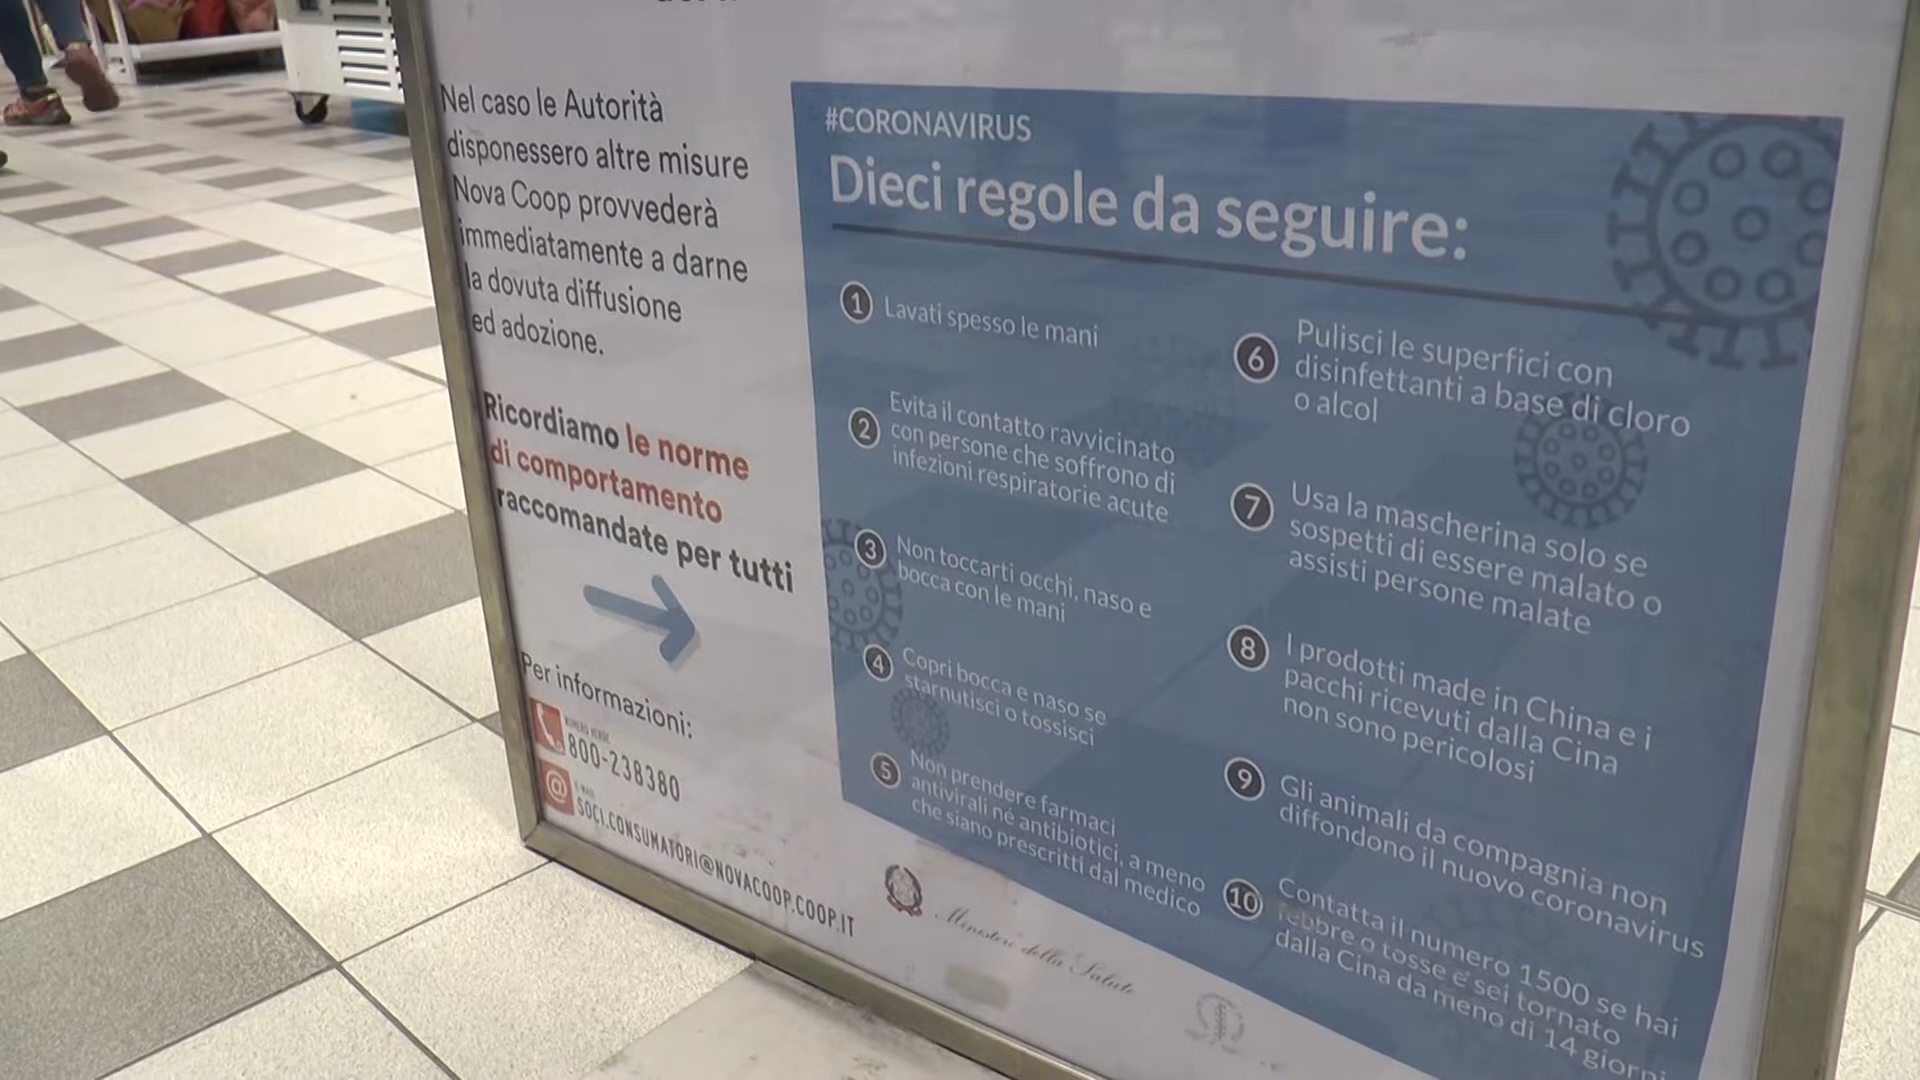 Nel caso le Autorità
disponessero altre misure
Nova Coop provvederà
immediatamente a darne
la dovuta diffusione
ed adozione.
Ricordiamo le norme
di comportamento
raccomandate per tutti
Per informazioni:
NUMERO VERDE
800-238380
E-MAIL
SOCI.CONSUMATORI@NOVACOOP.COOP.IT
#CORONAVIRUS
Dieci regole da seguire:
1 Lavati spesso le mani
2 Evita il contatto ravvicinato
con persone che soffrono di
infezioni respiratorie acute
3 Non toccarti occhi, naso e
bocca con le mani
4 Copri bocca e naso se
starnutisci o tossisci
5 Non prendere farmaci
antivirali né antibiotici, a meno
che siano prescritti dal medico
6 Pulisci le superfici con
disinfettanti a base di cloro
o alcol
7 Usa la mascherina solo se
sospetti di essere malato o
assisti persone malate
8 I prodotti made in China e i
pacchi ricevuti dalla Cina
non sono pericolosi
9 Gli animali da compagnia non
diffondono il nuovo coronavirus
10 Contatta il numero 1500 se hai
febbre o tosse e sei tornato
dalla Cina da meno di 14 giorni
Ministero della Salute